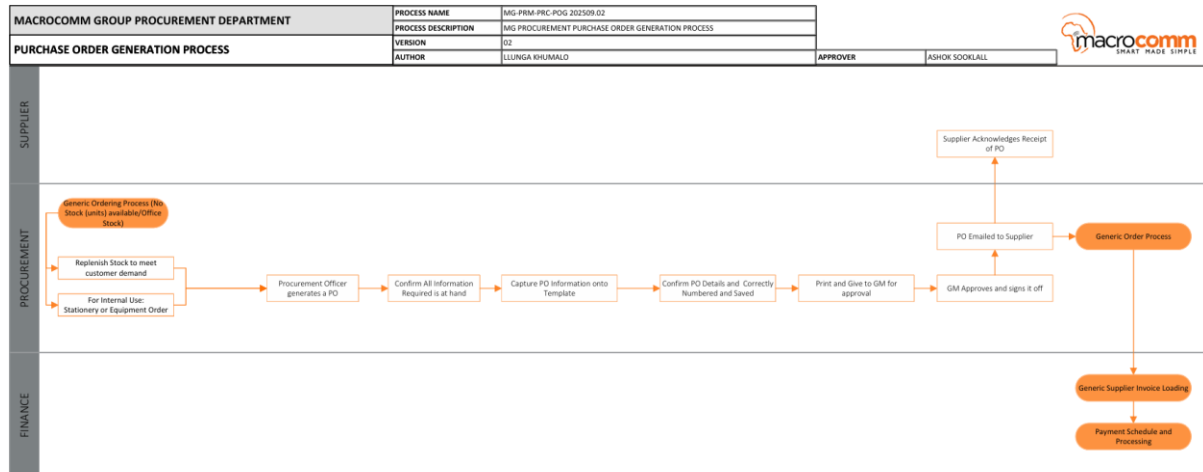 MACROCOMM GROUP PROCUREMENT DEPARTMENT
PURCHASE ORDER GENERATION PROCESS
PROCESS NAME
MG-PRM-PRC-POG 202509.02
PROCESS DESCRIPTION
MG PROCUREMENT PURCHASE ORDER GENERATION PROCESS
VERSION
02
AUTHOR
LLUNGA KHUMALO
APPROVER
ASHOK SOOKLALL
macrocomm
SMART MADE SIMPLE
SUPPLIER
Supplier Acknowledges Receipt
of PO
PROCUREMENT
Generic Ordering Process (No
Stock (units) available/Office
Stock)
Replenish Stock to meet
customer demand
For Internal Use:
Stationery or Equipment Order
Procurement Officer
generates a PO
Confirm All Information
Required is at hand
Capture PO Information onto
Template
Confirm PO Details and Correctly
Numbered and Saved
Print and Give to GM for
approval
GM Approves and signs it off
PO Emailed to Supplier
Generic Order Process
FINANCE
Generic Supplier Invoice Loading
Payment Schedule and
Processing